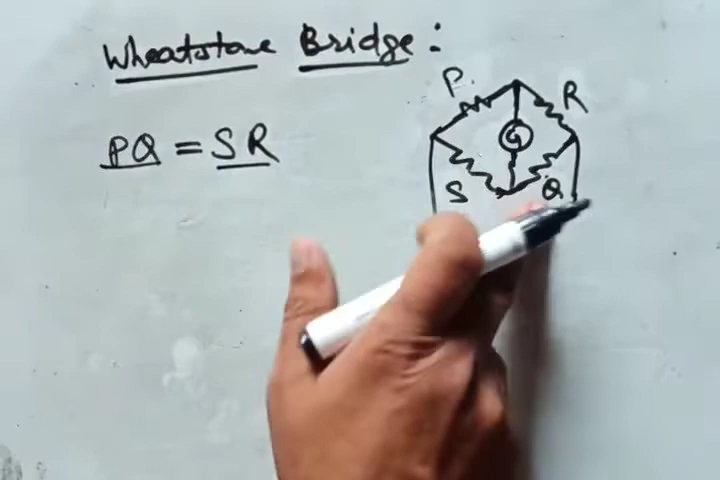 Wheatstone Bridge :
PQ = SR
P
R
G
S
Q